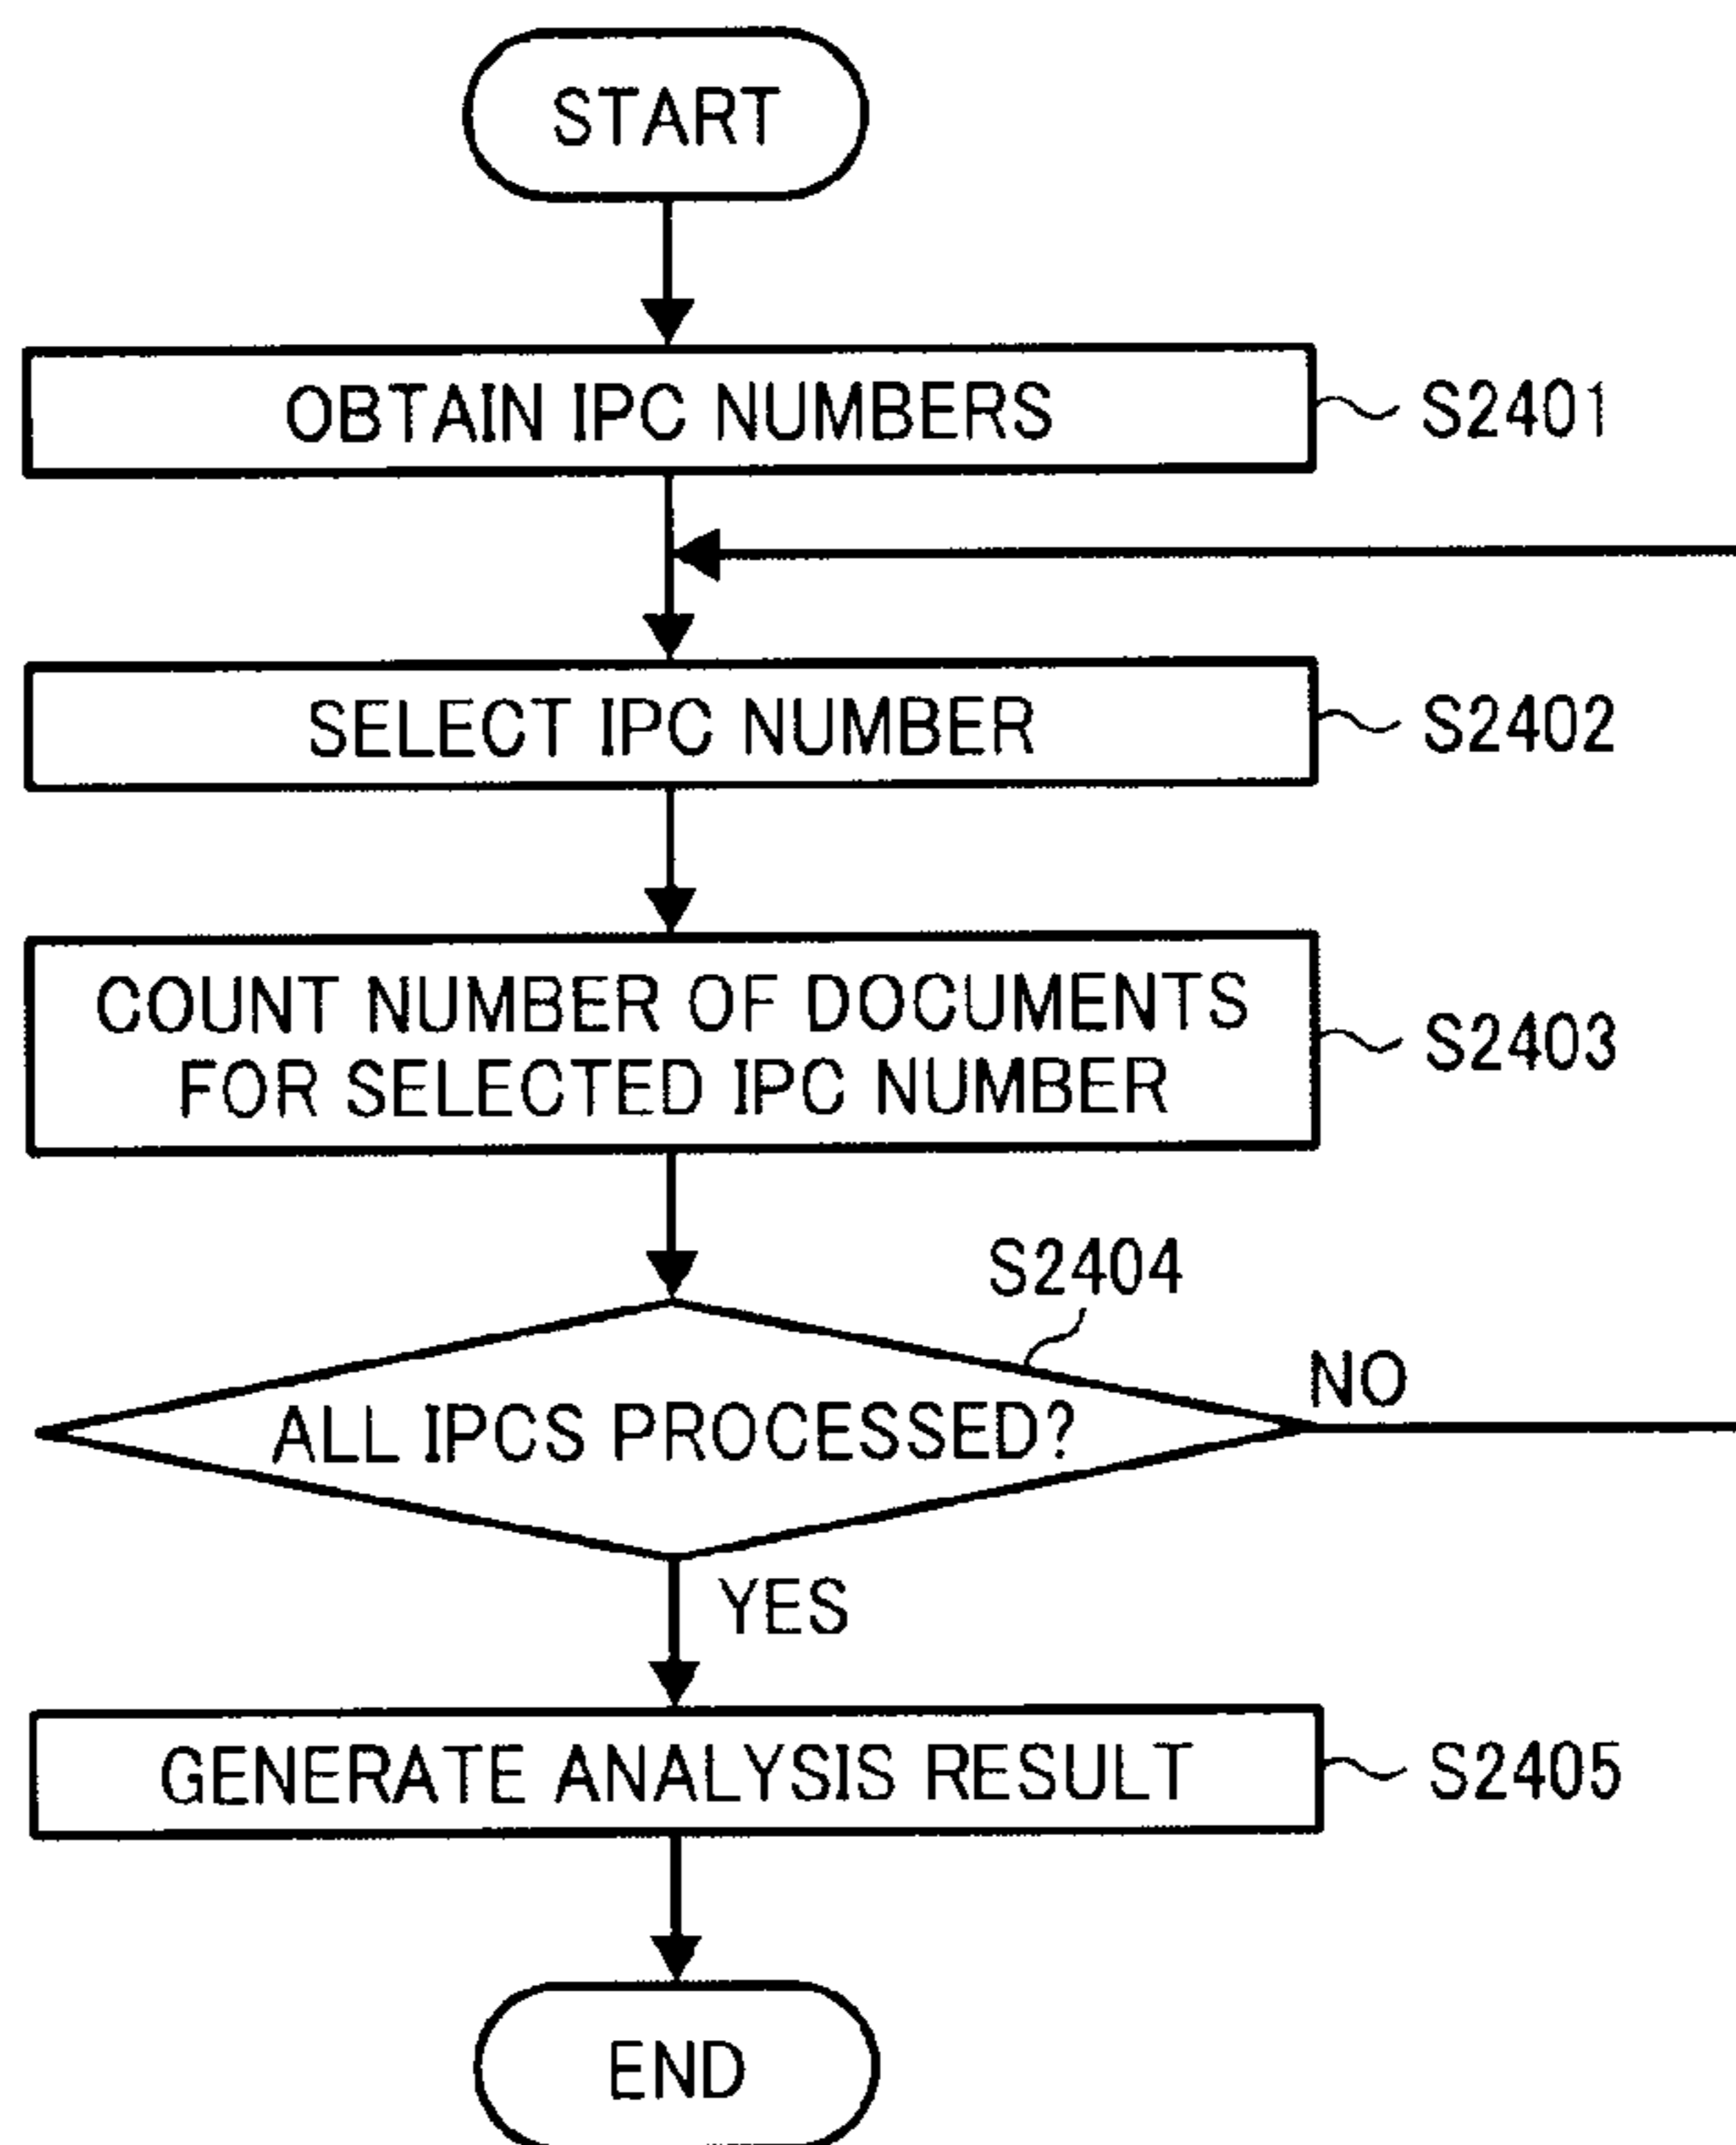 START
OBTAIN IPC NUMBERS
S2401
SELECT IPC NUMBER
S2402
COUNT NUMBER OF DOCUMENTS
FOR SELECTED IPC NUMBER
S2403
S2404
ALL IPCS PROCESSED?
NO
YES
GENERATE ANALYSIS RESULT
S2405
END